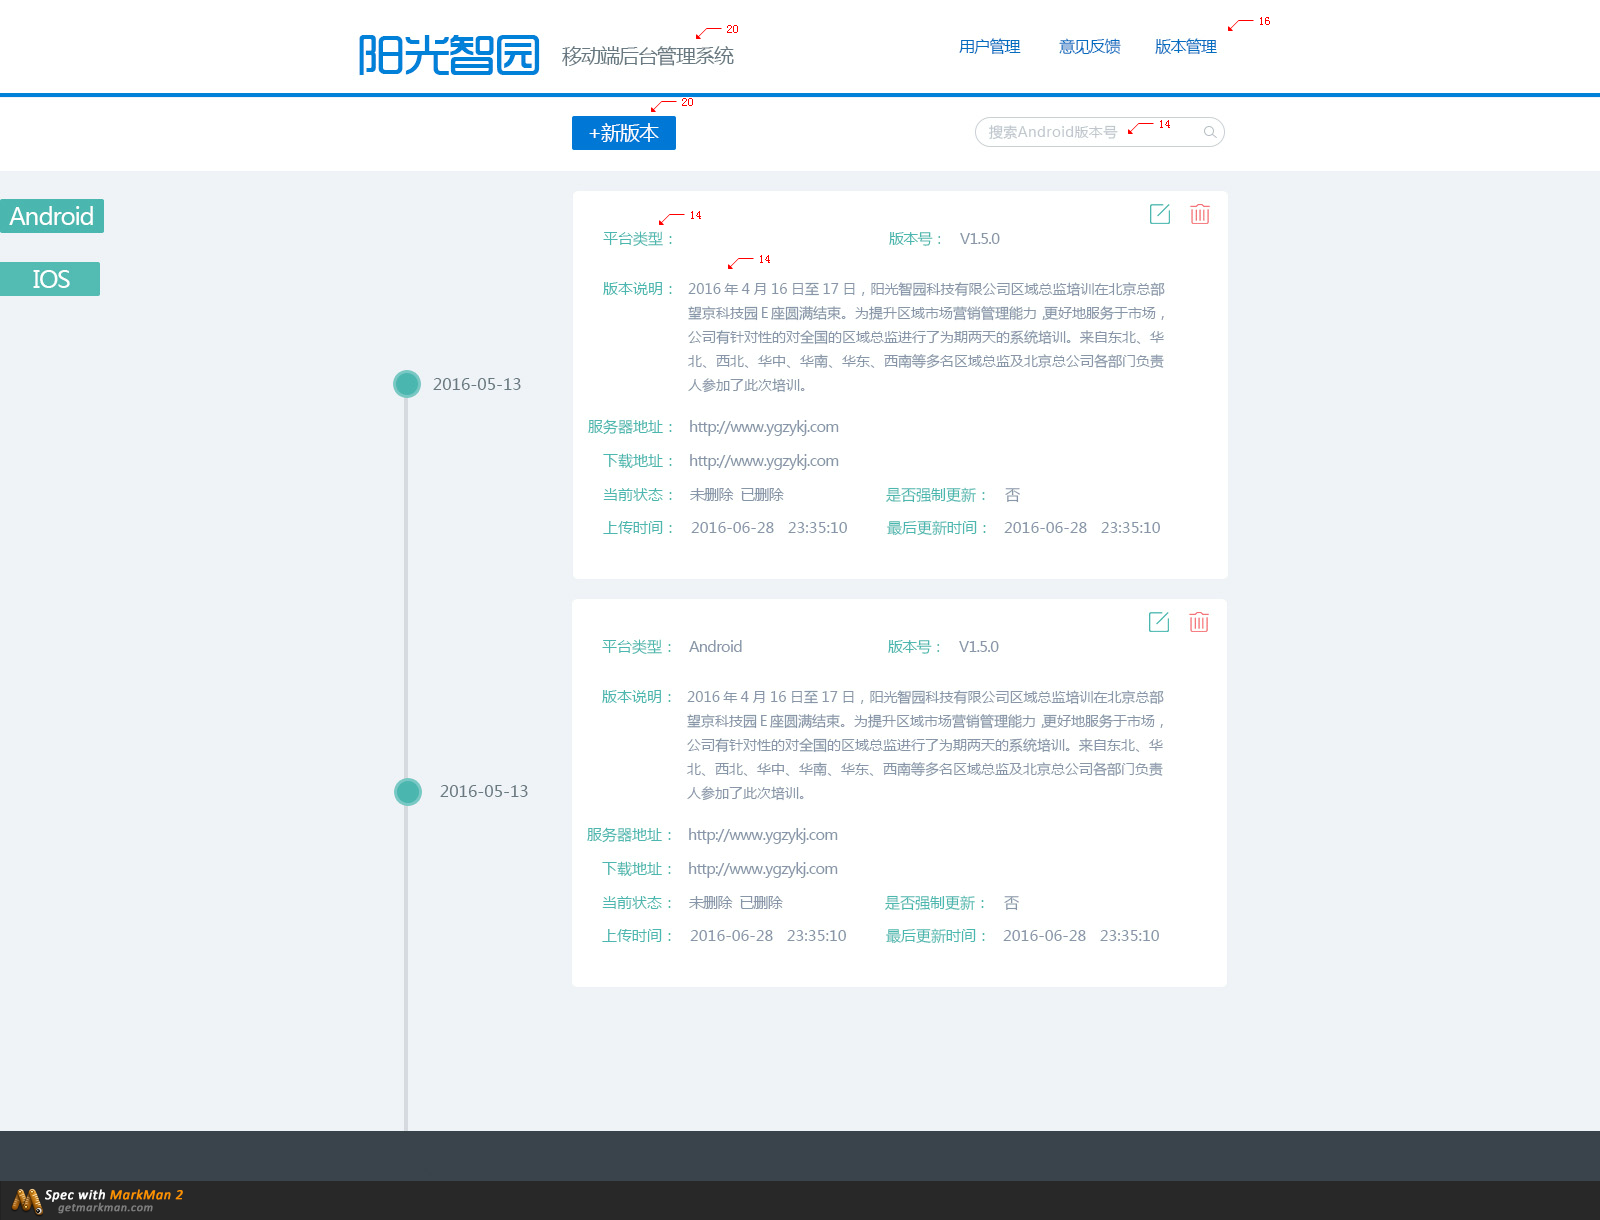 阳光智园 移动端后台管理系统 20
用户管理 意见反馈 版本管理 16
+新版本 20
搜索Android版本号 14
Android
IOS
平台类型： 14
版本号： V1.5.0
14
版本说明： 2016 年 4 月 16 日至 17 日，阳光智园科技有限公司区域总监培训在北京总部
望京科技园 E 座圆满结束。为提升区域市场营销管理能力 ,更好地服务于市场，
公司有针对性的对全国的区域总监进行了为期两天的系统培训。来自东北、华
北、西北、华中、华南、华东、西南等多名区域总监及北京总公司各部门负责
人参加了此次培训。
2016-05-13
服务器地址： http://www.ygzykj.com
下载地址： http://www.ygzykj.com
当前状态： 未删除 已删除 是否强制更新： 否
上传时间： 2016-06-28 23:35:10 最后更新时间： 2016-06-28 23:35:10
平台类型： Android 版本号： V1.5.0
版本说明： 2016 年 4 月 16 日至 17 日，阳光智园科技有限公司区域总监培训在北京总部
望京科技园 E 座圆满结束。为提升区域市场营销管理能力 ,更好地服务于市场，
公司有针对性的对全国的区域总监进行了为期两天的系统培训。来自东北、华
北、西北、华中、华南、华东、西南等多名区域总监及北京总公司各部门负责
人参加了此次培训。
2016-05-13
服务器地址： http://www.ygzykj.com
下载地址： http://www.ygzykj.com
当前状态： 未删除 已删除 是否强制更新： 否
上传时间： 2016-06-28 23:35:10 最后更新时间： 2016-06-28 23:35:10
Spec with MarkMan 2
getmarkman.com